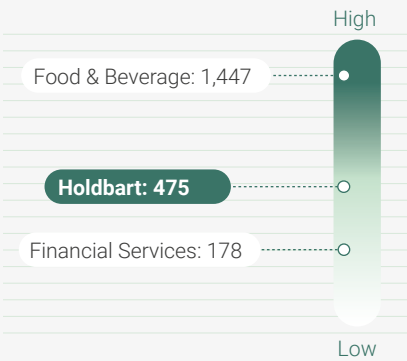 High
Food & Beverage: 1,447
Holdbart: 475
Financial Services: 178
Low